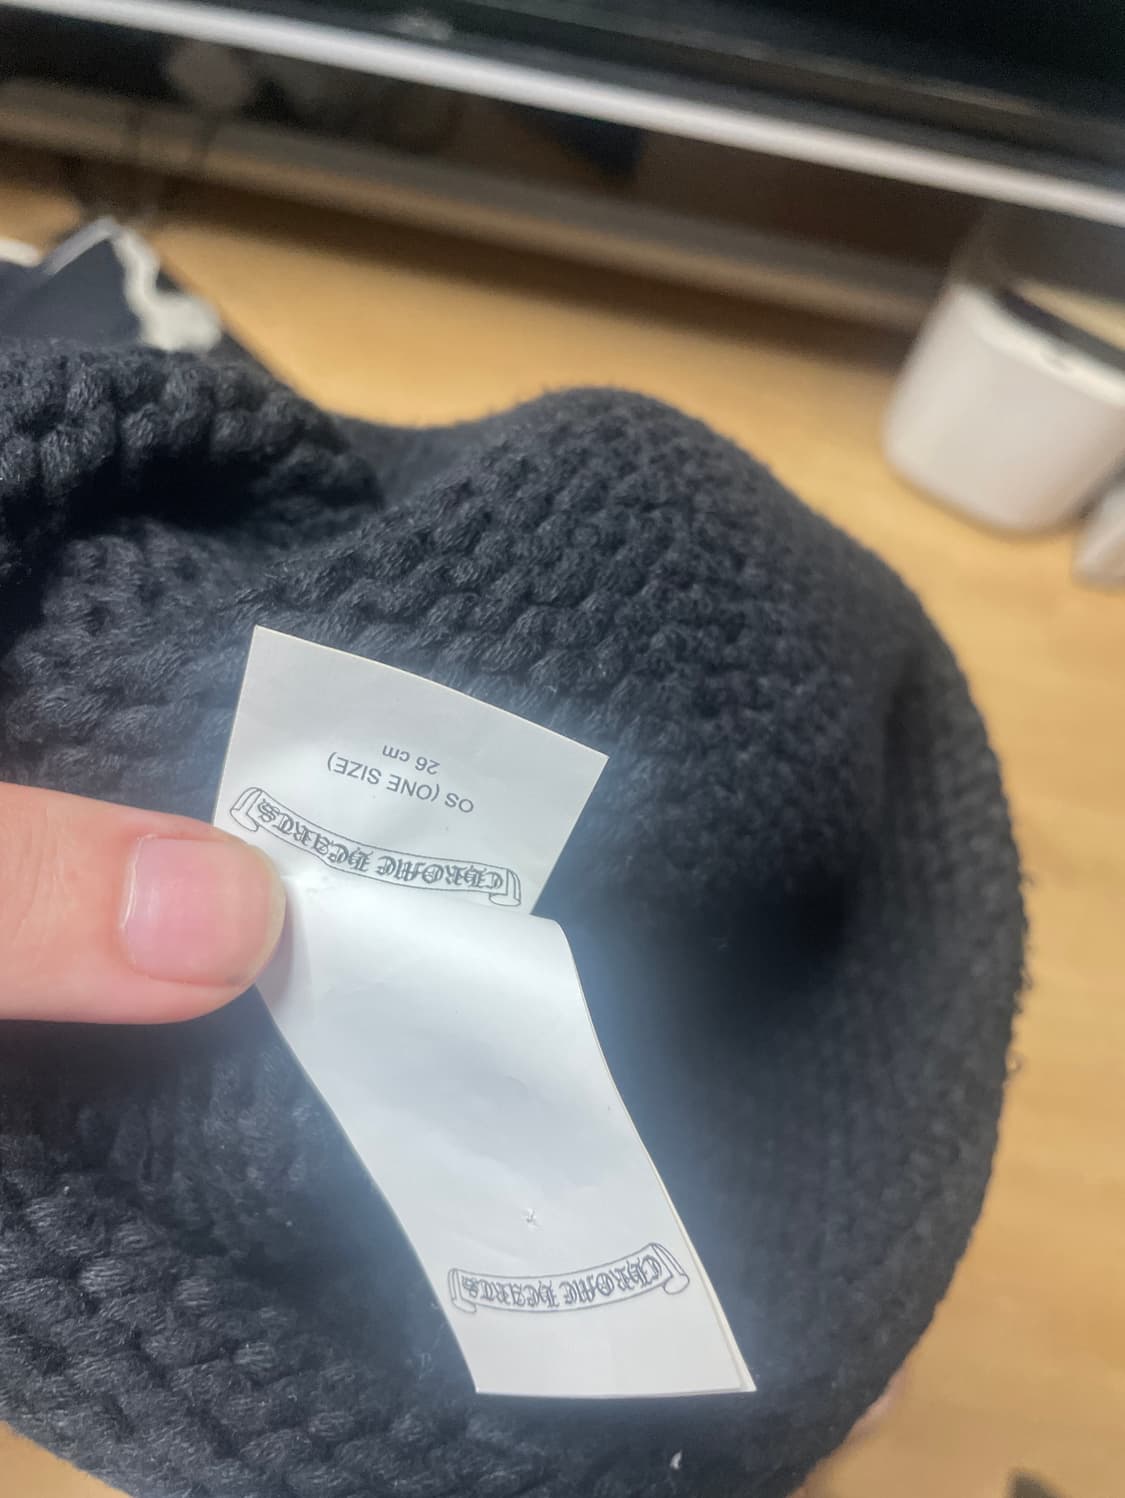 CHROME HEARTS
OS (ONE SIZE)
26 cm
CHROME HEARTS